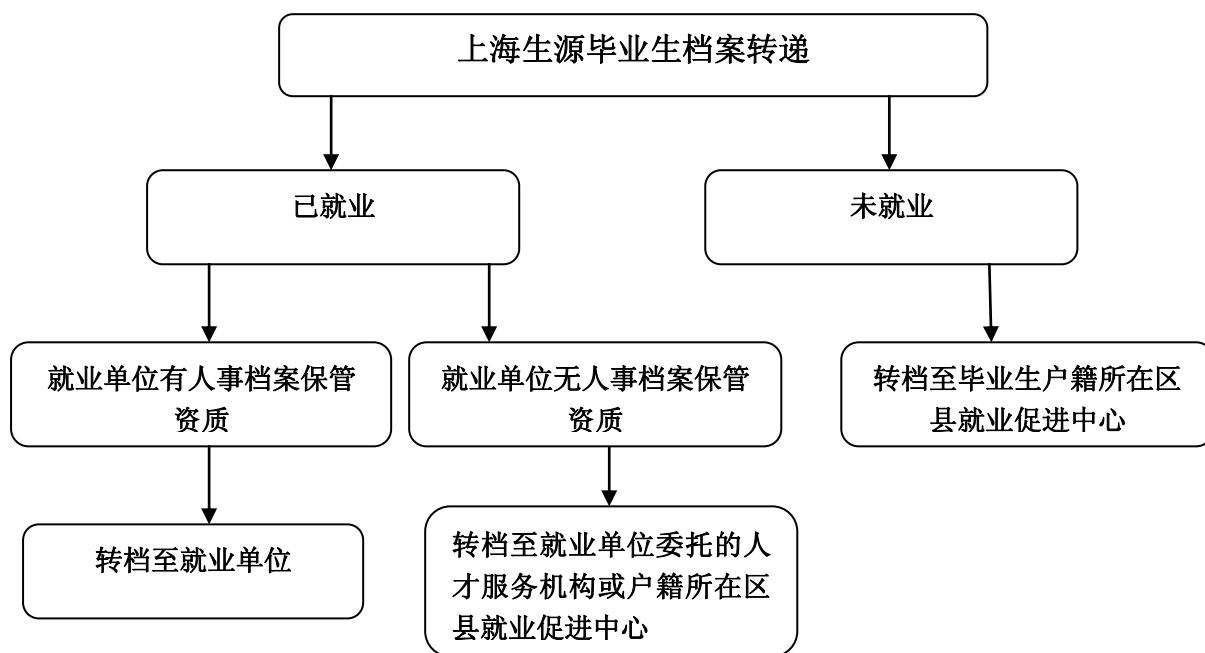 上海生源毕业生档案转递
已就业
未就业
就业单位有人事档案保管
资质
就业单位无人事档案保管
资质
转档至毕业生户籍所在区
县就业促进中心
转档至就业单位
转档至就业单位委托的人
才服务机构或户籍所在区
县就业促进中心